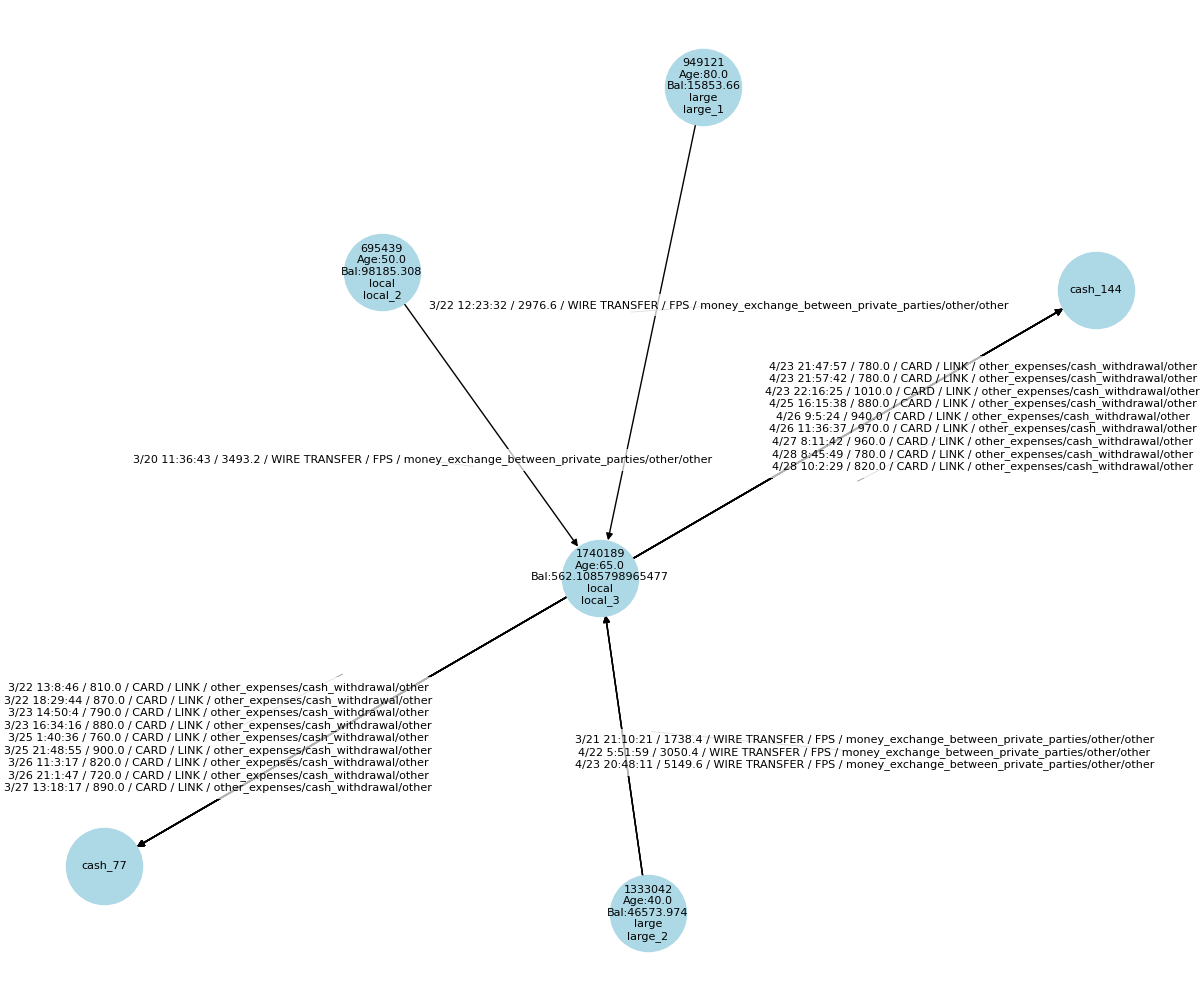 949121
Age:80.0
Bal:15853.66
large
large_1
695439
Age:50.0
Bal:98185.308
local
local_2
cash_144
3/22 12:23:32 / 2976.6 / WIRE TRANSFER / FPS / money_exchange_between_private_parties/other/other
4/23 21:47:57 / 780.0 / CARD / LINK / other_expenses/cash_withdrawal/other
4/23 21:57:42 / 780.0 / CARD / LINK / other_expenses/cash_withdrawal/other
4/23 22:16:25 / 1010.0 / CARD / LINK / other_expenses/cash_withdrawal/other
4/25 16:15:38 / 880.0 / CARD / LINK / other_expenses/cash_withdrawal/other
4/26 9:5:24 / 940.0 / CARD / LINK / other_expenses/cash_withdrawal/other
4/26 11:36:37 / 970.0 / CARD / LINK / other_expenses/cash_withdrawal/other
4/27 8:11:42 / 960.0 / CARD / LINK / other_expenses/cash_withdrawal/other
4/28 8:45:49 / 780.0 / CARD / LINK / other_expenses/cash_withdrawal/other
4/28 10:2:29 / 820.0 / CARD / LINK / other_expenses/cash_withdrawal/other
3/20 11:36:43 / 3493.2 / WIRE TRANSFER / FPS / money_exchange_between_private_parties/other/other
1740189
Age:65.0
Bal:562.1085798965477
local
local_3
3/22 13:8:46 / 810.0 / CARD / LINK / other_expenses/cash_withdrawal/other
3/22 18:29:44 / 870.0 / CARD / LINK / other_expenses/cash_withdrawal/other
3/23 14:50:4 / 790.0 / CARD / LINK / other_expenses/cash_withdrawal/other
3/23 16:34:16 / 880.0 / CARD / LINK / other_expenses/cash_withdrawal/other
3/25 1:40:36 / 760.0 / CARD / LINK / other_expenses/cash_withdrawal/other
3/25 21:48:55 / 900.0 / CARD / LINK / other_expenses/cash_withdrawal/other
3/26 11:3:17 / 820.0 / CARD / LINK / other_expenses/cash_withdrawal/other
3/26 21:1:47 / 720.0 / CARD / LINK / other_expenses/cash_withdrawal/other
3/27 13:18:17 / 890.0 / CARD / LINK / other_expenses/cash_withdrawal/other
3/21 21:10:21 / 1738.4 / WIRE TRANSFER / FPS / money_exchange_between_private_parties/other/other
4/22 5:51:59 / 3050.4 / WIRE TRANSFER / FPS / money_exchange_between_private_parties/other/other
4/23 20:48:11 / 5149.6 / WIRE TRANSFER / FPS / money_exchange_between_private_parties/other/other
cash_77
1333042
Age:40.0
Bal:46573.974
large
large_2